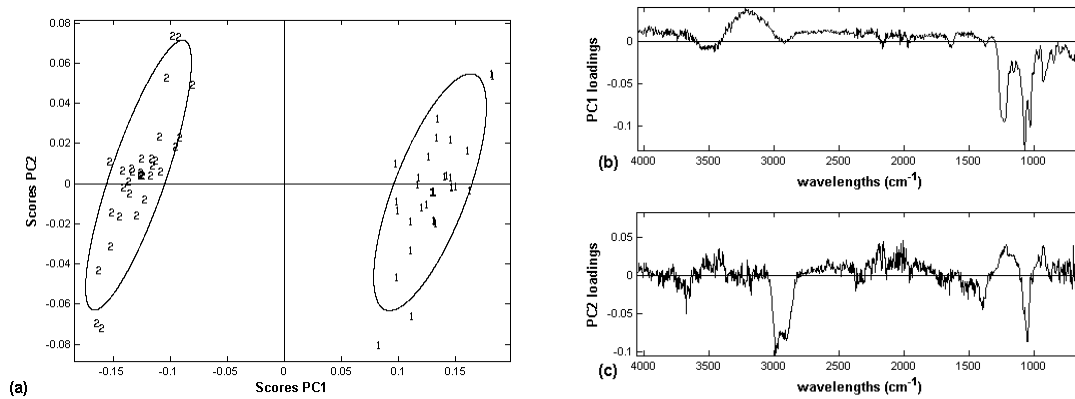 0.08
0.06
0.04
0.02
0
-0.02
-0.04
-0.06
-0.08
Scores PC2
-0.15
-0.1
-0.05
0
0.05
0.1
0.15
Scores PC1
(a)
0
-0.05
-0.1
PC1 loadings
4000 3500 3000 2500 2000 1500 1000
(b)
wavelengths (cm⁻¹)
0.05
0
-0.05
-0.1
PC2 loadings
4000 3500 3000 2500 2000 1500 1000
(c)
wavelengths (cm⁻¹)